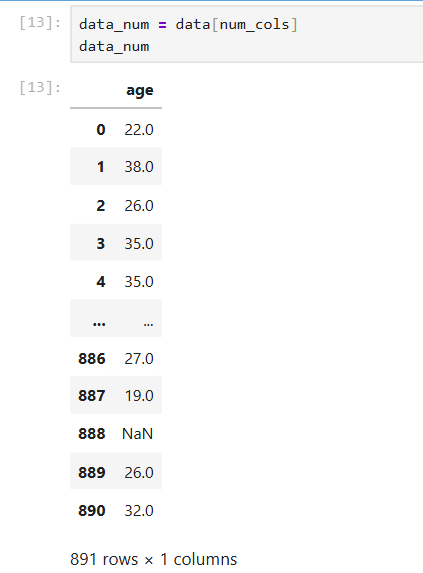 [13]: data_num = data[num_cols]
data_num
[13]: age
0 22.0
1 38.0
2 26.0
3 35.0
4 35.0
... ...
886 27.0
887 19.0
888 NaN
889 26.0
890 32.0
891 rows × 1 columns